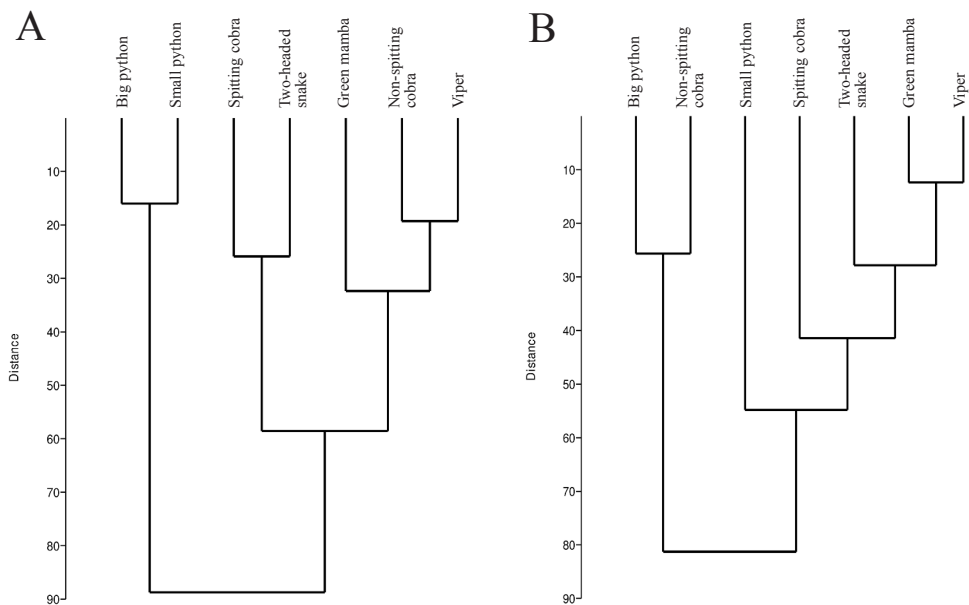 A
Big python
Small python
Spitting cobra
Two-headed
snake
Green mamba
Non-spitting
cobra
Viper
10
20
30
40
50
60
70
80
90
Distance
B
Big python
Non-spitting
cobra
Small python
Spitting cobra
Two-headed
snake
Green mamba
Viper
10
20
30
40
50
60
70
80
90
Distance